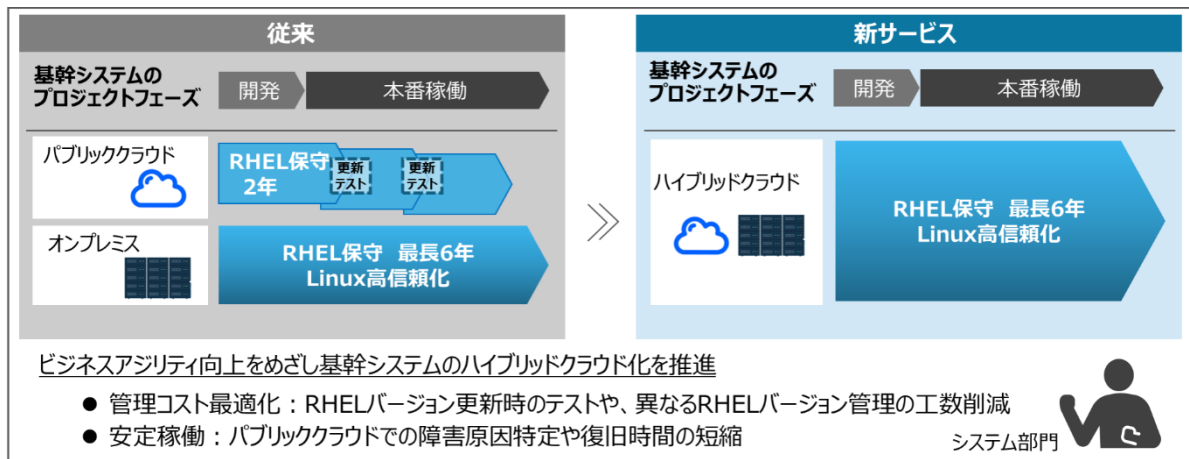 従来
基幹システムの
プロジェクトフェーズ
開発
本番稼働
パブリッククラウド
RHEL保守
2年
更新
テスト
更新
テスト
オンプレミス
RHEL保守 最長6年
Linux高信頼化
新サービス
基幹システムの
プロジェクトフェーズ
開発
本番稼働
ハイブリッドクラウド
RHEL保守 最長6年
Linux高信頼化
ビジネスアジリティ向上をめざし基幹システムのハイブリッドクラウド化を推進
● 管理コスト最適化：RHELバージョン更新時のテストや、異なるRHELバージョン管理の工数削減
● 安定稼働：パブリッククラウドでの障害原因特定や復旧時間の短縮
システム部門